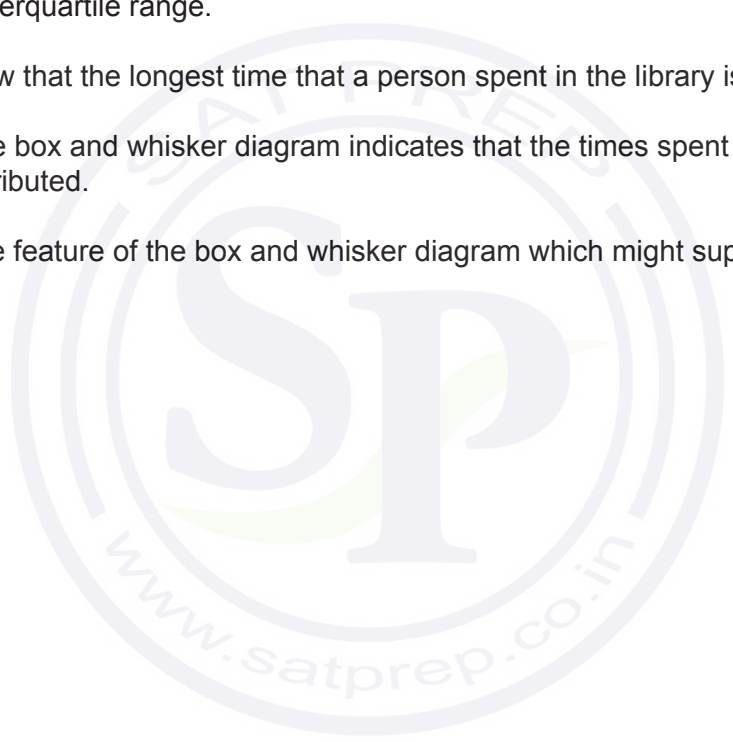 erquartile range.
w that the longest time that a person spent in the library is
e box and whisker diagram indicates that the times spent
ributed.
e feature of the box and whisker diagram which might sup
SATPREP
SP
www.satprep.co.in